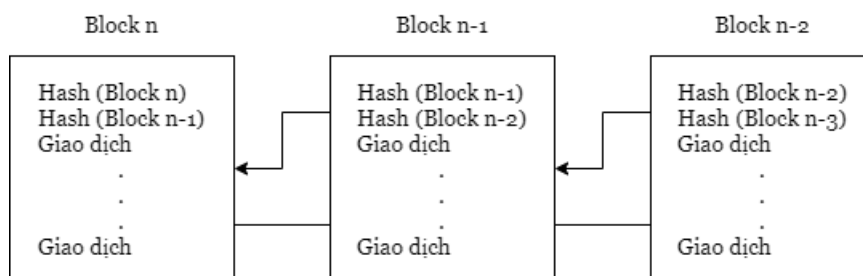 Block n
Block n-1
Block n-2
Hash (Block n)
Hash (Block n-1)
Giao dịch
.
.
.
Giao dịch
Hash (Block n-1)
Hash (Block n-2)
Giao dịch
.
.
.
Giao dịch
Hash (Block n-2)
Hash (Block n-3)
Giao dịch
.
.
.
Giao dịch